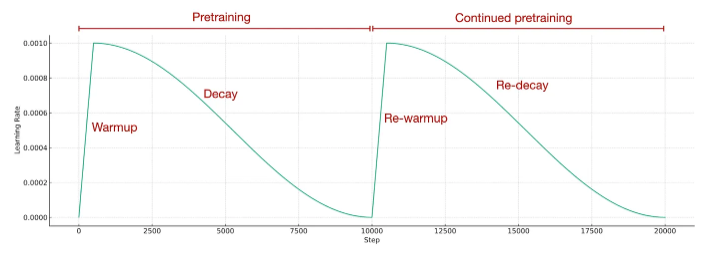 Pretraining
Continued pretraining
0.0010
0.0008
0.0006
0.0004
0.0002
0.0000
Learning Rate
Warmup
Decay
Re-warmup
Re-decay
0
2500
5000
7500
10000
12500
15000
17500
20000
Step